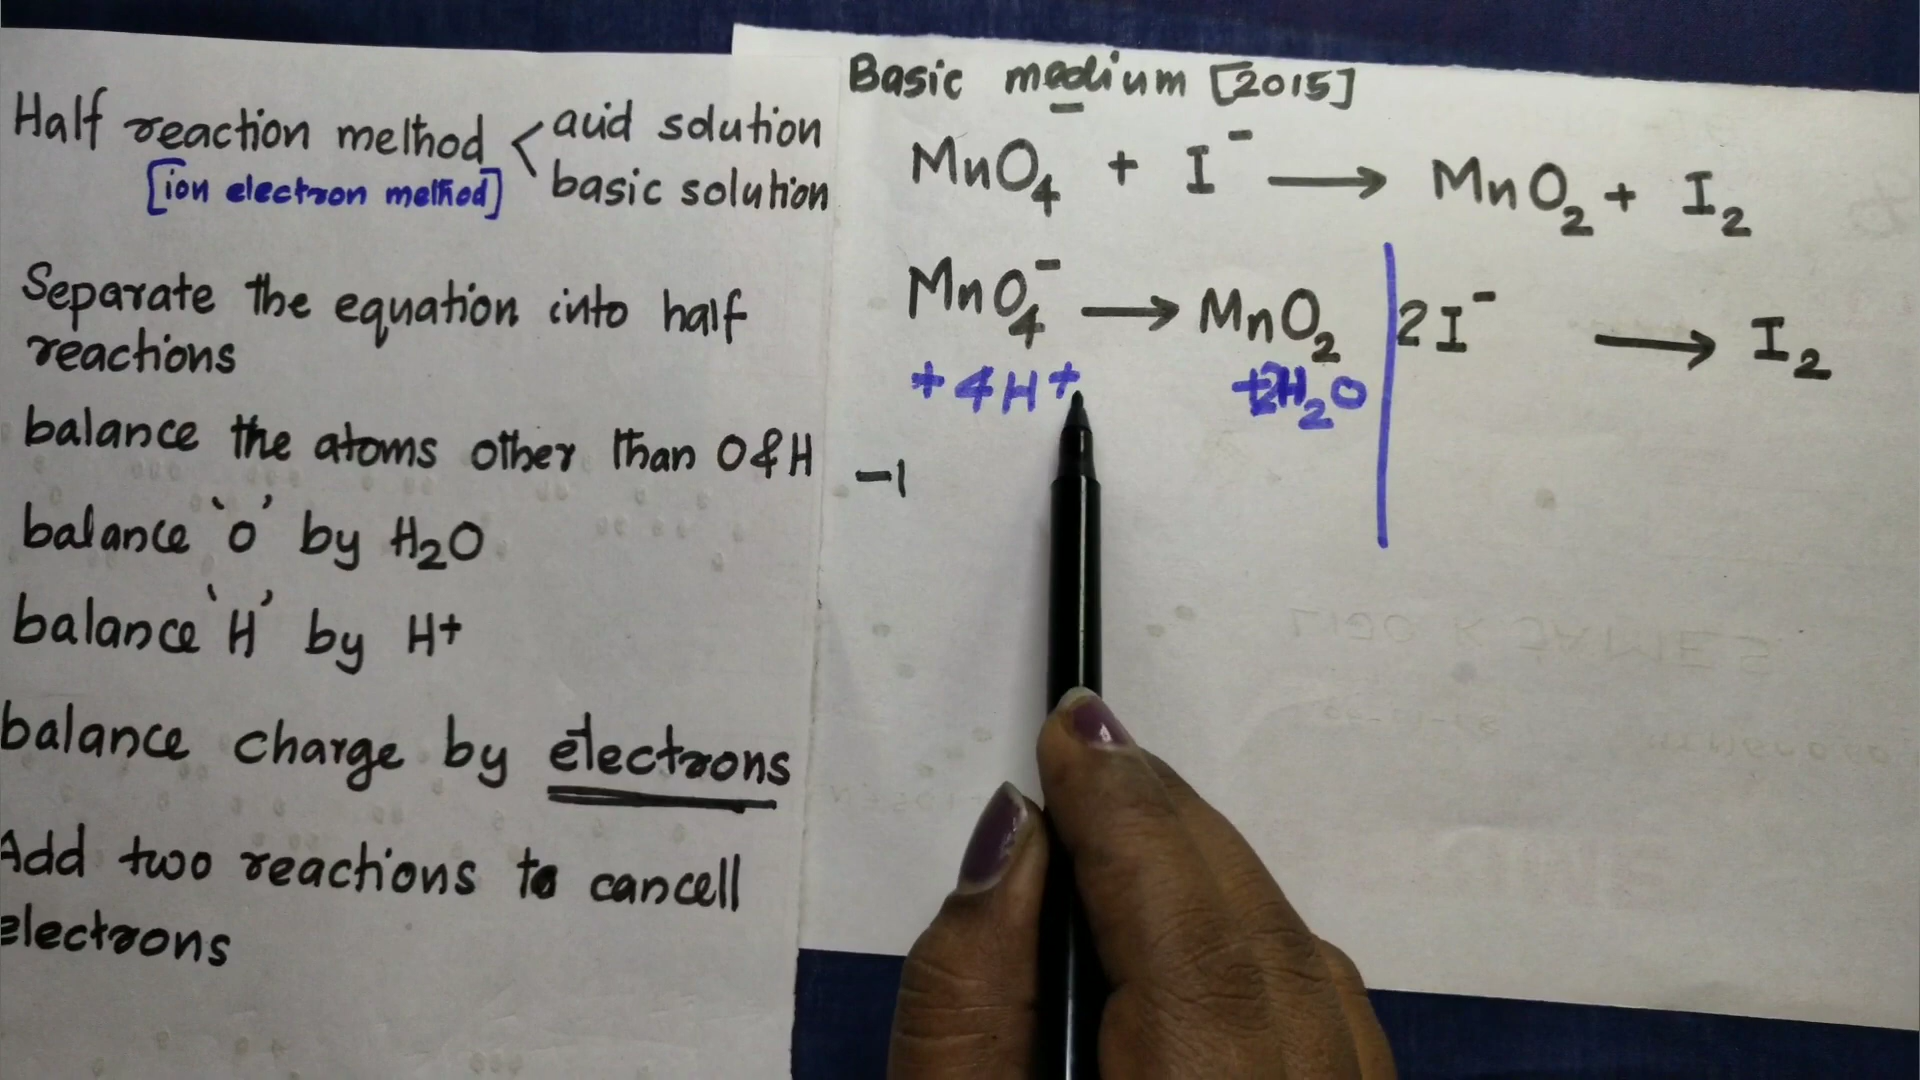 Half reaction method < auid solution
[ion electron method] basic solution
Separate the equation into half
reactions
balance the atoms other than O & H
balance 'O' by H₂O
balance 'H' by H+
balance charge by electrons
Add two reactions to cancell
electrons
Basic medium [2015]
MnO₄⁻ + I⁻ → MnO₂ + I₂
MnO₄⁻ → MnO₂ | 2I⁻ → I₂
+ 4H⁺ +2H₂O
-1